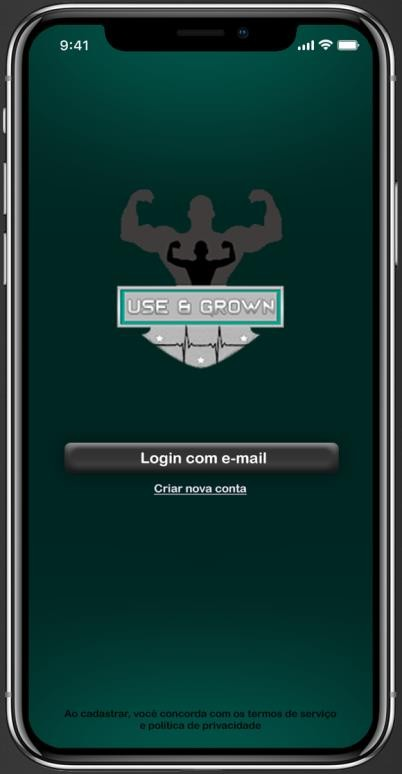 9:41
USE & GROWN
Login com e-mail
Criar nova conta
Ao cadastrar, você concorda com os termos de serviço
e política de privacidade